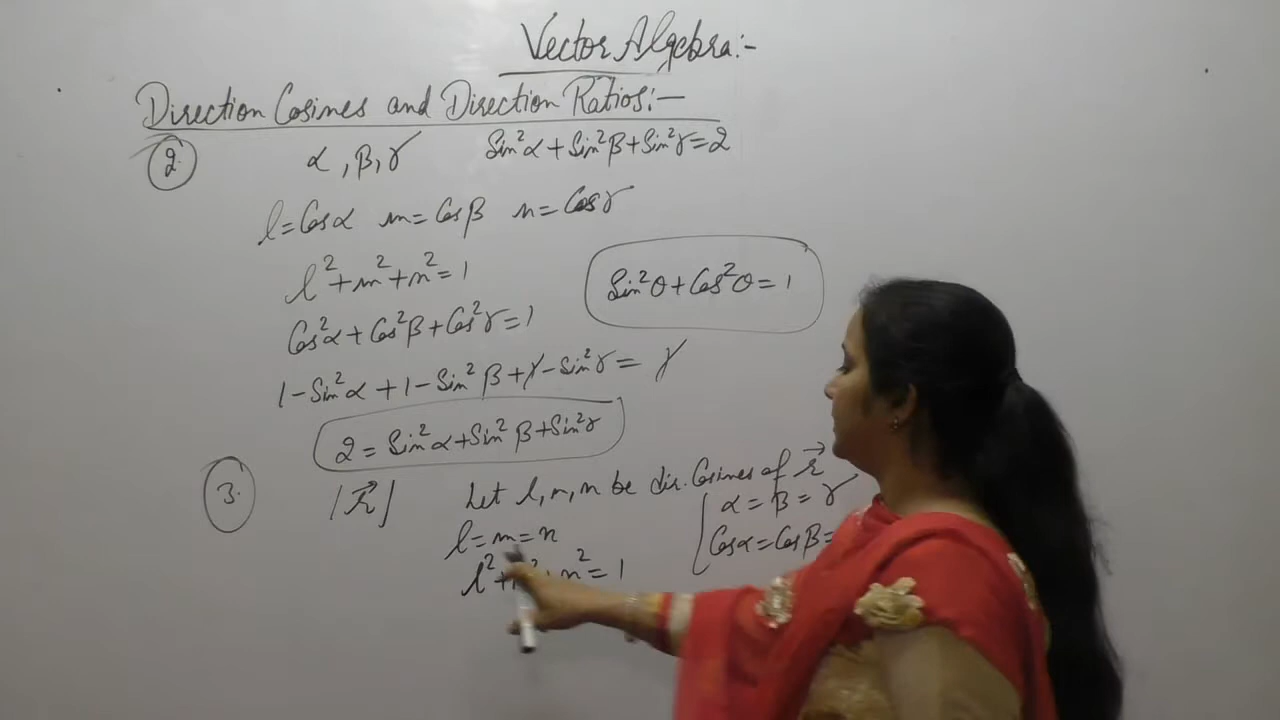 Vector Algebra:-
Direction Cosines and Direction Ratios:-
2. α, β, γ Sin²α + Sin²β + Sin²γ = 2
l = Cosα m = Cosβ n = Cosγ
l² + m² + n² = 1
Sin²θ + Cos²θ = 1
Cos²α + Cos²β + Cos²γ = 1
1 - Sin²α + 1 - Sin²β + 1 - Sin²γ = 1
2 = Sin²α + Sin²β + Sin²γ
3. |r⃗| Let l, m, n be dir. Cosines of r⃗
α = β = γ
l = m = n
Cosα = Cosβ =
l² + ² + n² = 1